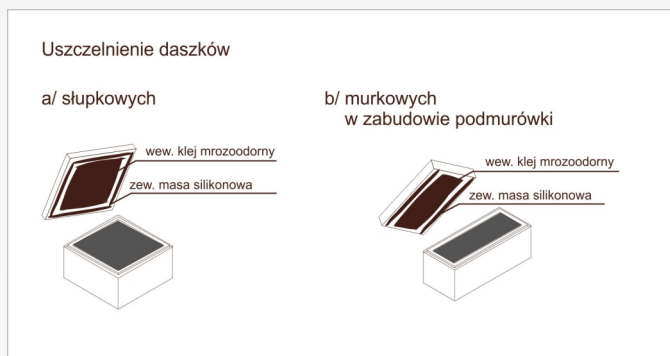 Uszczelnienie daszków
a/ słupkowych
wew. klej mrozoodorny
zew. masa silikonowa
b/ murkowych
w zabudowie podmurówki
wew. klej mrozoodorny
zew. masa silikonowa